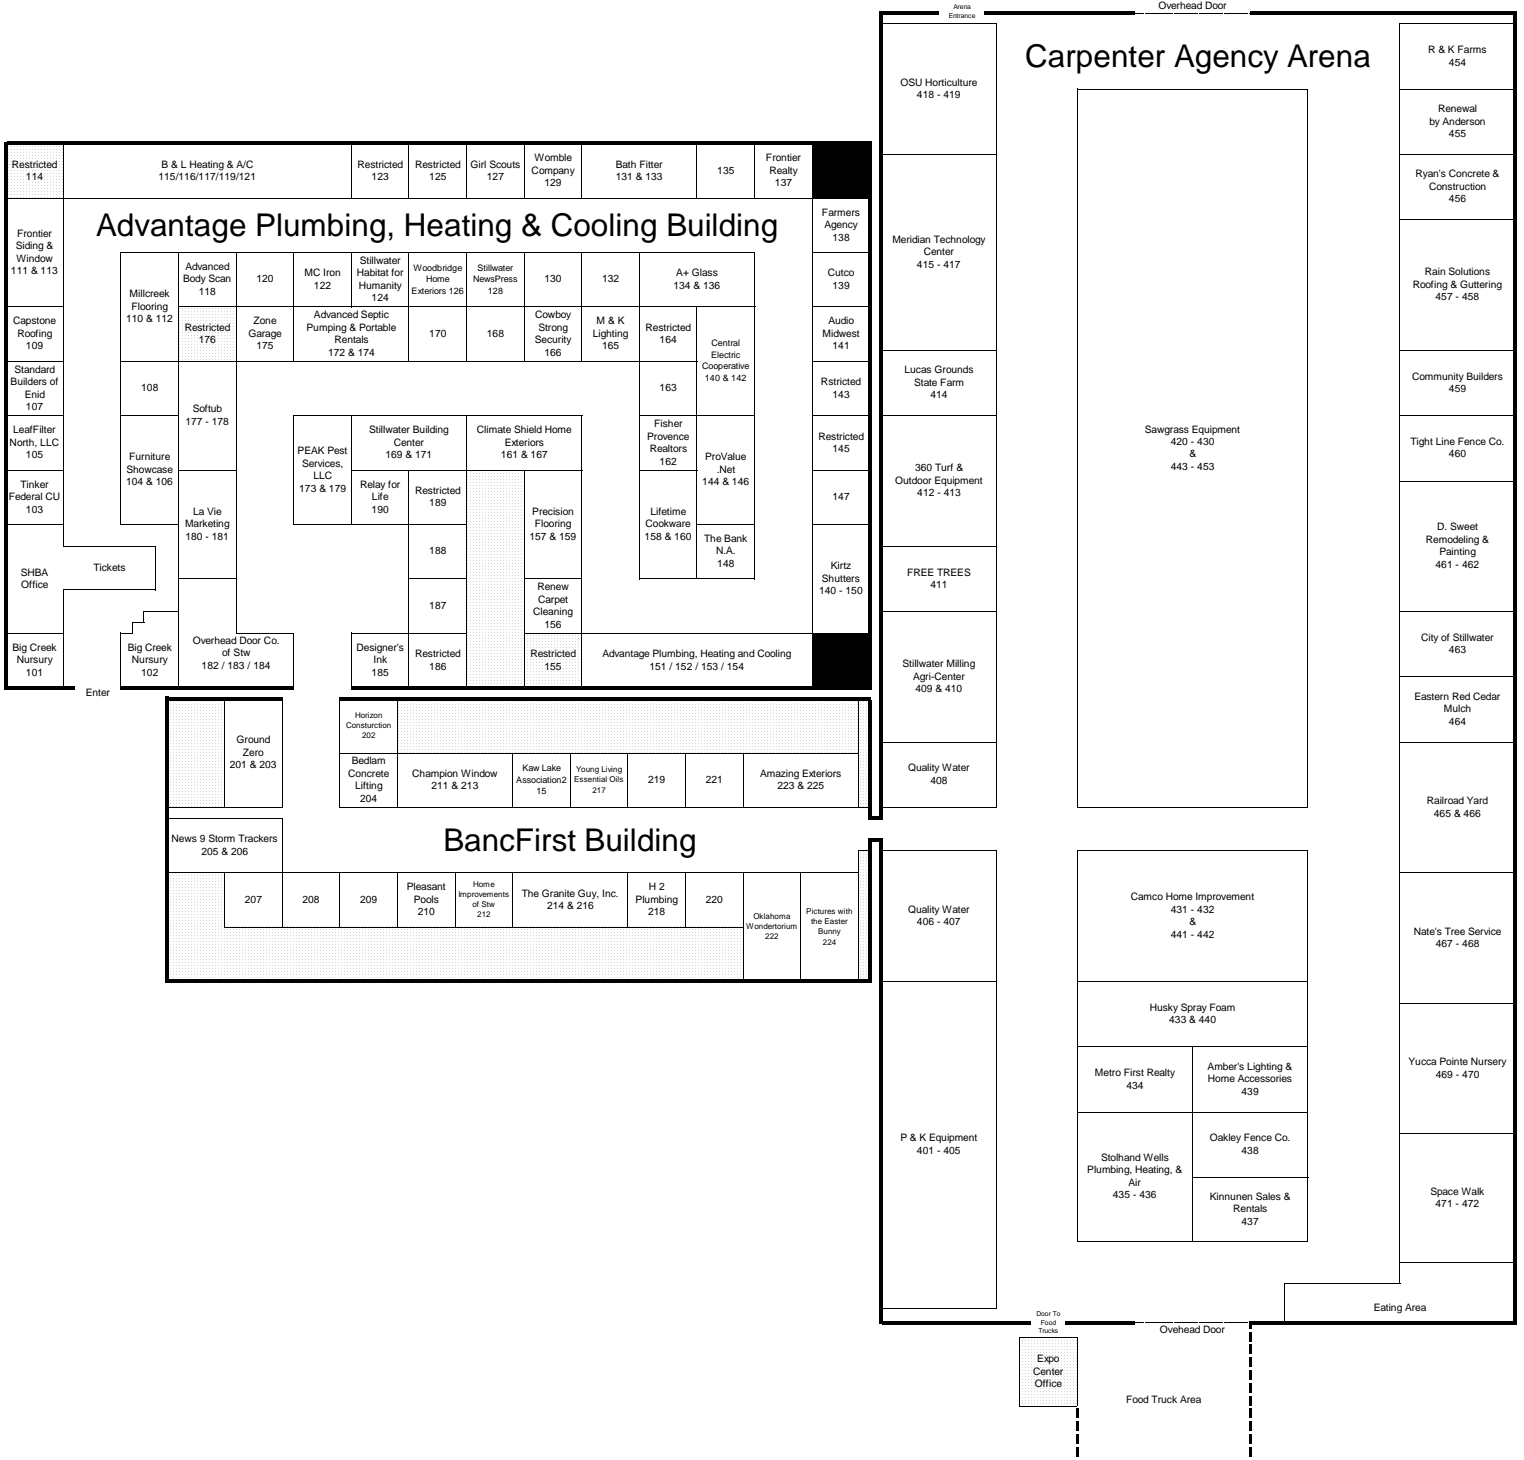 Arena
Entrance
Overhead Door
Carpenter Agency Arena
OSU Horticulture
418 - 419
R & K Farms
454
Renewal
by Anderson
455
Restricted
114
B & L Heating & A/C
115/116/117/119/121
Restricted
123
Restricted
125
Girl Scouts
127
Womble
Company
129
Bath Fitter
131 & 133
135
Frontier
Realty
137
Ryan's Concrete &
Construction
456
Advantage Plumbing, Heating & Cooling Building
Frontier
Siding &
Window
111 & 113
Farmers
Agency
138
Meridian Technology
Center
415 - 417
Millcreek
Flooring
110 & 112
Advanced
Body Scan
118
120
MC Iron
122
Stillwater
Habitat for
Humanity
124
Woodbridge
Home
Exteriors 126
Stillwater
NewsPress
128
130
132
A+ Glass
134 & 136
Cutco
139
Rain Solutions
Roofing & Guttering
457 - 458
Capstone
Roofing
109
Restricted
176
Zone
Garage
175
Advanced Septic
Pumping & Portable
Rentals
172 & 174
170
168
Cowboy
Strong
Security
166
M & K
Lighting
165
Restricted
164
Central
Electric
Cooperative
140 & 142
Audio
Midwest
141
Standard
Builders of
Enid
107
108
Softub
177 - 178
163
Rstricted
143
Lucas Grounds
State Farm
414
Community Builders
459
LeafFilter
North, LLC
105
Furniture
Showcase
104 & 106
PEAK Pest
Services,
LLC
173 & 179
Stillwater Building
Center
169 & 171
Climate Shield Home
Exteriors
161 & 167
Fisher
Provence
Realtors
162
ProValue
.Net
144 & 146
Restricted
145
Sawgrass Equipment
420 - 430
&
443 - 453
Tight Line Fence Co.
460
Tinker
Federal CU
103
La Vie
Marketing
180 - 181
Relay for
Life
190
Restricted
189
Precision
Flooring
157 & 159
Lifetime
Cookware
158 & 160
147
360 Turf &
Outdoor Equipment
412 - 413
D. Sweet
Remodeling &
Painting
461 - 462
SHBA
Office
Tickets
188
The Bank
N.A.
148
Kirtz
Shutters
140 - 150
FREE TREES
411
187
Renew
Carpet
Cleaning
156
City of Stillwater
463
Big Creek
Nursury
101
Big Creek
Nursury
102
Overhead Door Co.
of Stw
182 / 183 / 184
Designer's
Ink
185
Restricted
186
Restricted
155
Advantage Plumbing, Heating and Cooling
151 / 152 / 153 / 154
Stillwater Milling
Agri-Center
409 & 410
Enter
Eastern Red Cedar
Mulch
464
Ground
Zero
201 & 203
Horizon
Consturction
202
Bedlam
Concrete
Lifting
204
Champion Window
211 & 213
Kaw Lake
Association2
15
Young Living
Essential Oils
217
219
221
Amazing Exteriors
223 & 225
Quality Water
408
Railroad Yard
465 & 466
News 9 Storm Trackers
205 & 206
BancFirst Building
207
208
209
Pleasant
Pools
210
Home
Improvements
of Stw
212
The Granite Guy, Inc.
214 & 216
H 2
Plumbing
218
220
Oklahoma
Wondertorium
222
Pictures with
the Easter
Bunny
224
Quality Water
406 - 407
Camco Home Improvement
431 - 432
&
441 - 442
Nate's Tree Service
467 - 468
Husky Spray Foam
433 & 440
Metro First Realty
434
Amber's Lighting &
Home Accessories
439
Yucca Pointe Nursery
469 - 470
P & K Equipment
401 - 405
Stolhand Wells
Plumbing, Heating, &
Air
435 - 436
Oakley Fence Co.
438
Kinnunen Sales &
Rentals
437
Space Walk
471 - 472
Eating Area
Door To
Food
Trucks
Ovehead Door
Expo
Center
Office
Food Truck Area